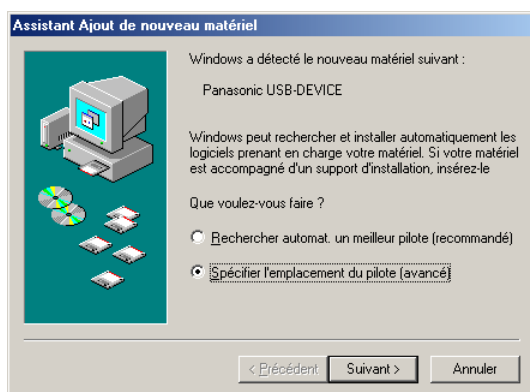 Assistant Ajout de nouveau matériel
Windows a détecté le nouveau matériel suivant :
Panasonic USB-DEVICE
Windows peut rechercher et installer automatiquement les
logiciels prenant en charge votre matériel. Si votre matériel
est accompagné d'un support d'installation, insérez-le
Que voulez-vous faire ?
Rechercher automat. un meilleur pilote (recommandé)
Spécifier l'emplacement du pilote (avancé)
< Précédent
Suivant >
Annuler